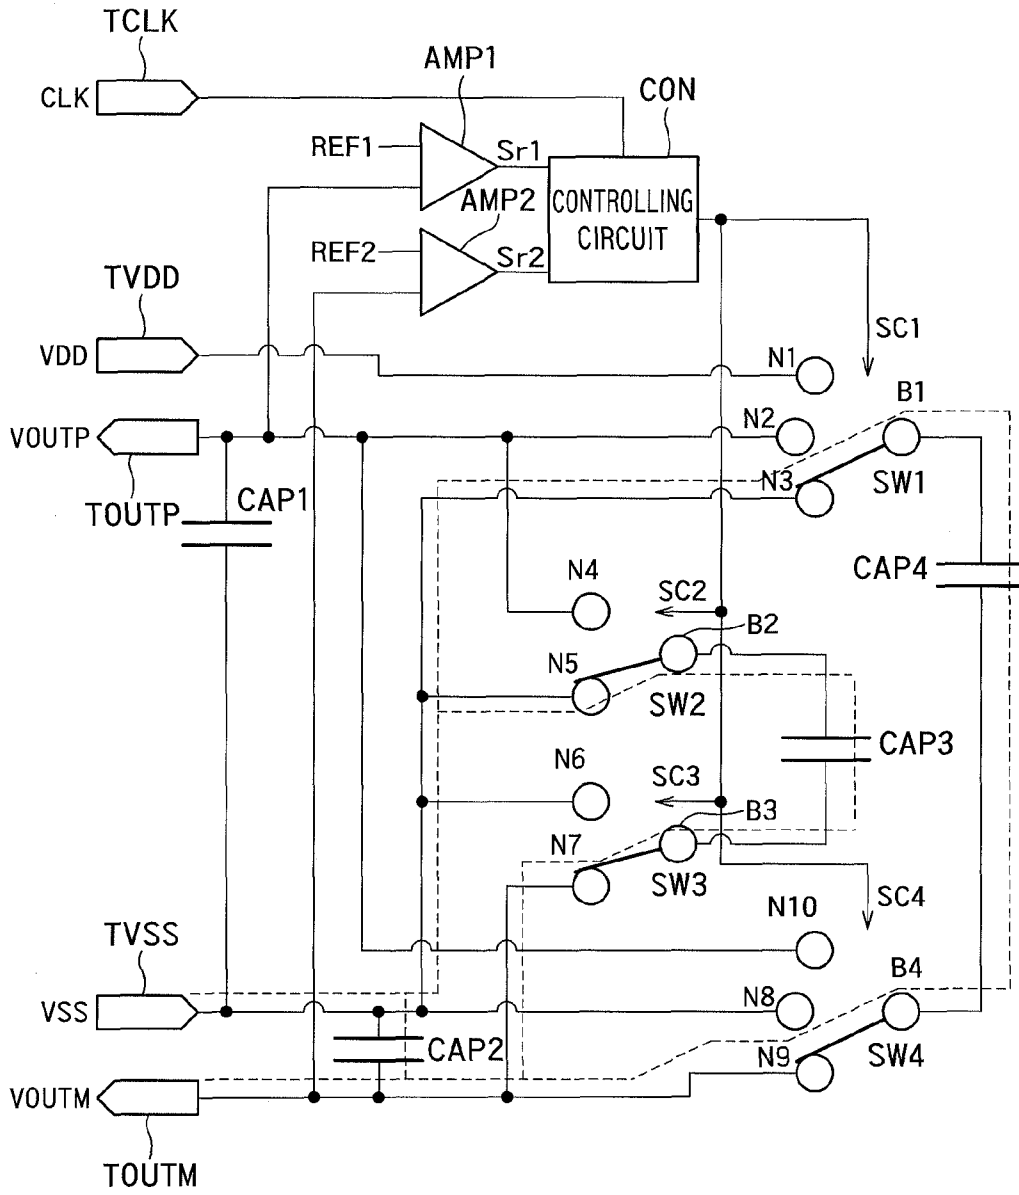 TCLK
AMP1
CLK
CON
REF1
Sr1
AMP2
CONTROLLING
CIRCUIT
REF2
Sr2
TVDD
SC1
VDD
N1
B1
VOUTP
N2
N3
SW1
TOUTP
CAP1
CAP4
N4
SC2
B2
N5
SW2
CAP3
N6
SC3
B3
N7
SW3
SC4
N10
TVSS
B4
VSS
N8
CAP2
N9
SW4
VOUTM
TOUTM